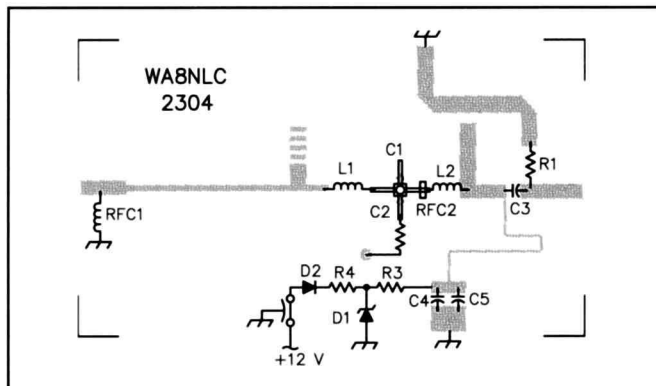 WA8NLC
2304
C1
L1
L2
R1
RFC1
C2
RFC2
C3
D2
R4
R3
D1
C4
C5
+12 V